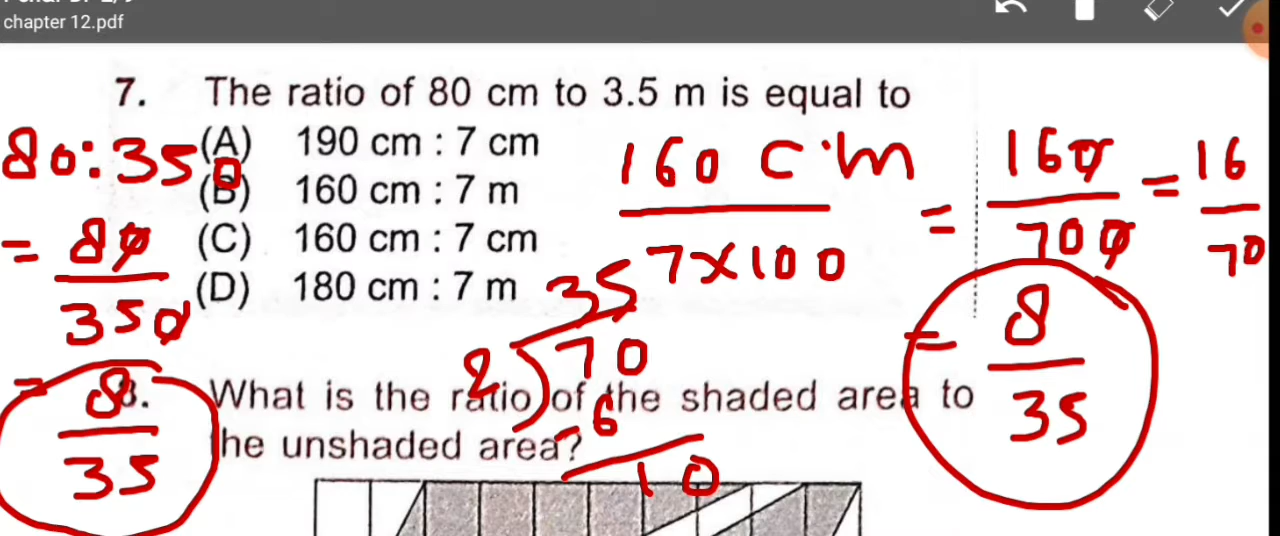 chapter 12.pdf
7. The ratio of 80 cm to 3.5 m is equal to
(A) 190 cm : 7 cm
(B) 160 cm : 7 m
(C) 160 cm : 7 cm
(D) 180 cm : 7 m
80:350
= 80
350
= 8
35
160 c.m
7×100
= 160
700
= 16
70
= 8
35
35
2)70
-6
10
8. What is the ratio of the shaded area to
the unshaded area?